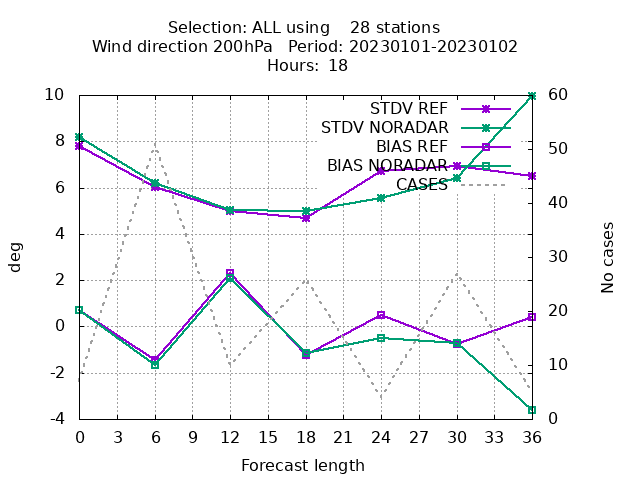 Selection: ALL using    28 stations
Wind direction 200hPa   Period: 20230101-20230102
Hours: 18
STDV REF
STDV NORADAR
BIAS REF
BIAS NORADAR
CASES
10
8
6
4
2
0
-2
-4
deg
60
50
40
30
20
10
0
No cases
0 3 6 9 12 15 18 21 24 27 30 33 36
Forecast length